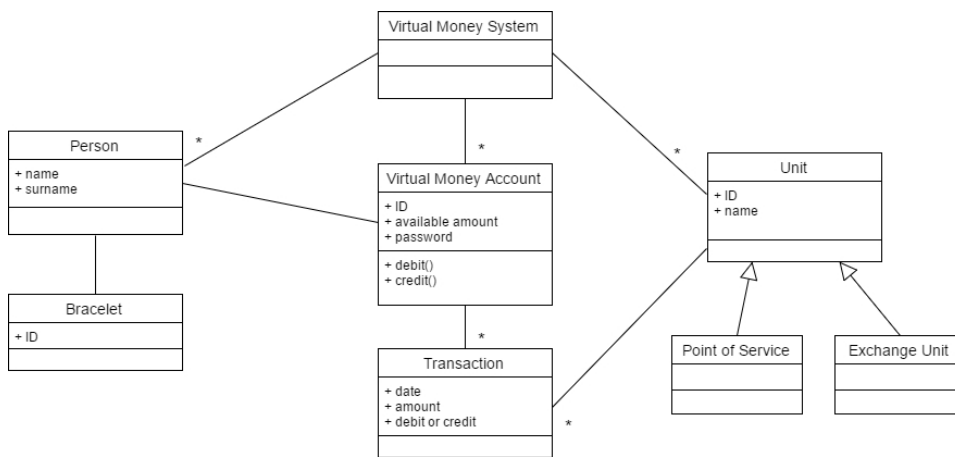 Virtual Money System
*
*
*
Person
+ name
+ surname
Virtual Money Account
+ ID
+ available amount
+ password
+ debit()
+ credit()
Unit
+ ID
+ name
Bracelet
+ ID
*
Transaction
+ date
+ amount
+ debit or credit
*
Point of Service
Exchange Unit